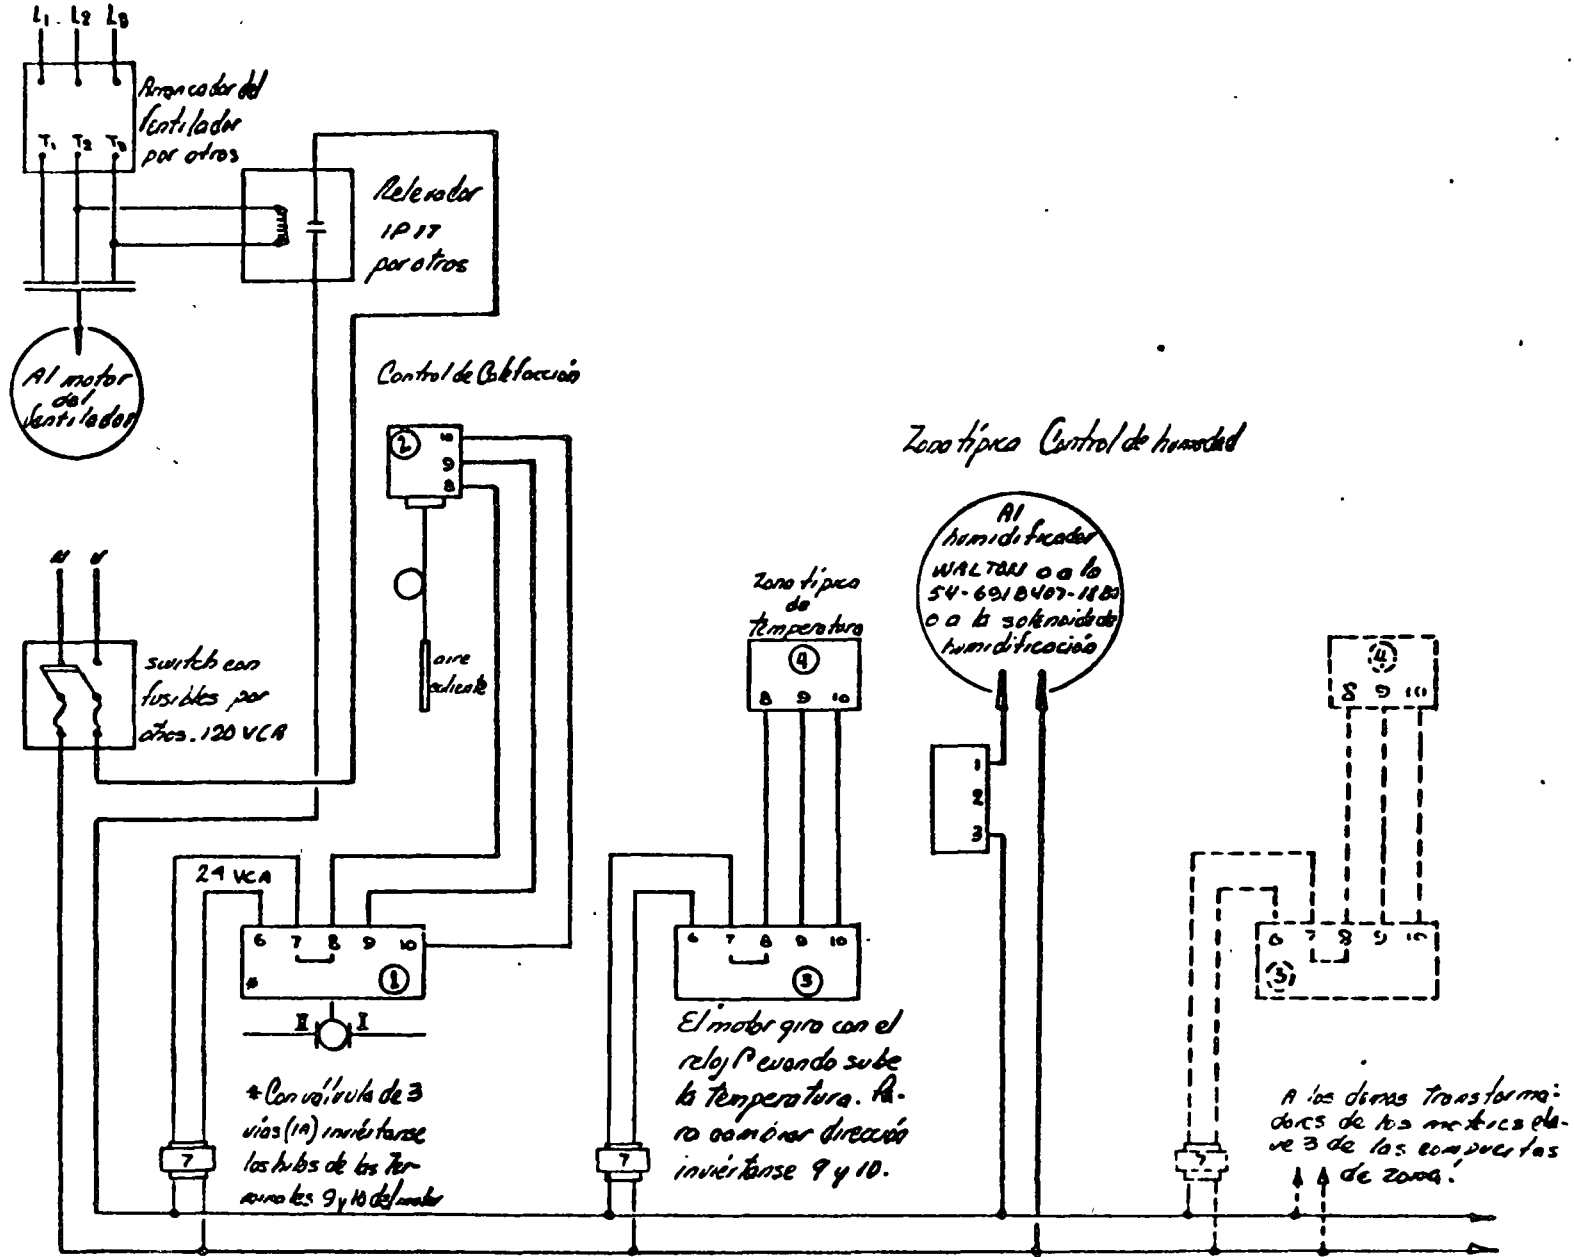 L1 L2 L3
Arrancador del
Ventilador
por otros
T1 T2 T3
Relevador
1P 1T
por otros
Al motor
del
Ventilador
Control de Calefacción
2
10
9
8
Zona típica Control de humedad
Al
humidificador
WALTON o a la
o a la solenoide de
humidificación
N V
switch con
fusibles por
otros. 120 VCA
aire
caliente
Zona típica
de
temperatura
4
8 9 10
4
8 9 10
1
2
3
24 VCA
6 7 8 9 10
* 1
II I
6 7 8 9 10
3
6 7 8 9 10
3
El motor gira con el
reloj cuando sube
la temperatura. Pa-
ra cambiar dirección
inviértanse 9 y 10.
* Con válvula de 3
vías (1A) inviértanse
los hilos de las Ter-
minales 9 y 10 del motor
A los demas transforma-
dores de los motores cla-
ve 3 de las compuertas
de zona.
7
7
7